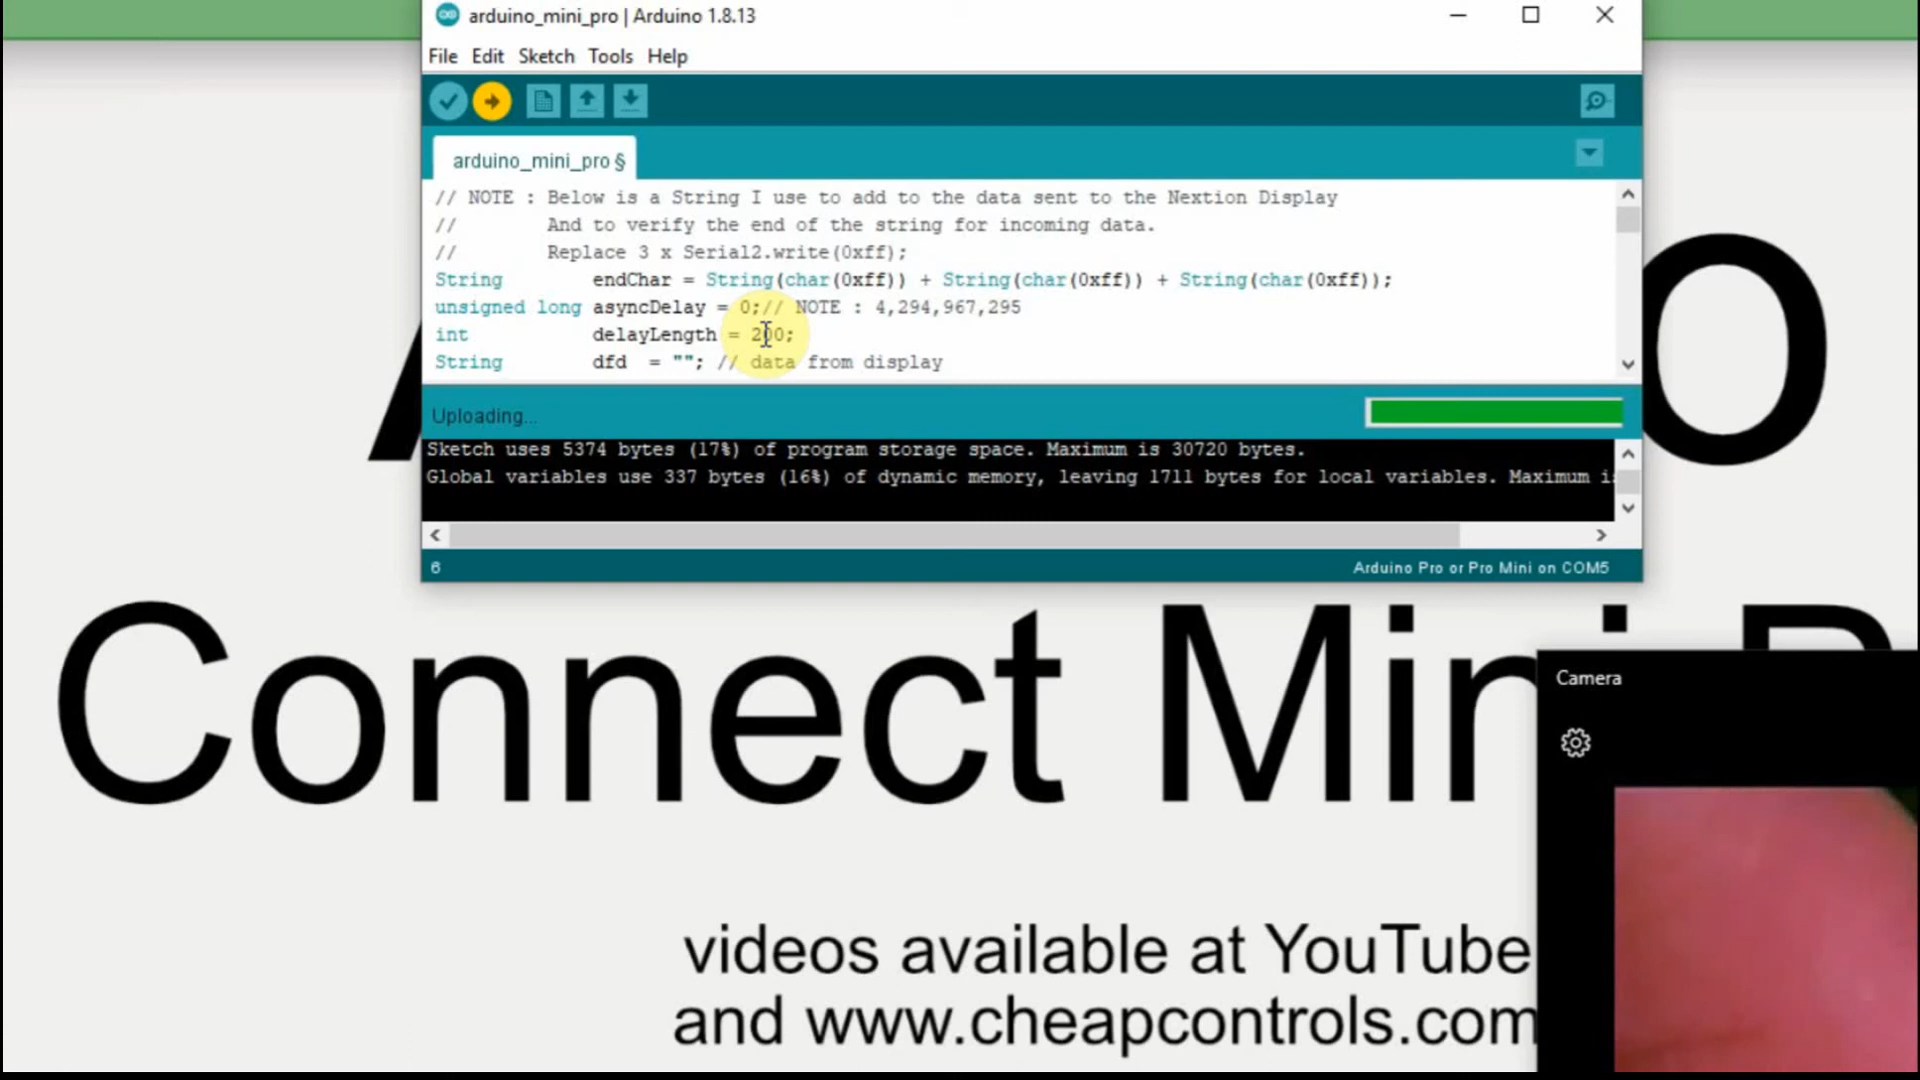 arduino_mini_pro | Arduino 1.8.13
File Edit Sketch Tools Help
arduino_mini_pro §
// NOTE : Below is a String I use to add to the data sent to the Nextion Display
// And to verify the end of the string for incoming data.
// Replace 3 x Serial2.write(0xff);
String endChar = String(char(0xff)) + String(char(0xff)) + String(char(0xff));
unsigned long asyncDelay = 0;// NOTE : 4,294,967,295
int delayLength = 200;
String dfd = ""; // data from display
Uploading...
Sketch uses 5374 bytes (17%) of program storage space. Maximum is 30720 bytes.
Global variables use 337 bytes (16%) of dynamic memory, leaving 1711 bytes for local variables. Maximum i
6
Arduino Pro or Pro Mini on COM5
Connect Mini
Camera
videos available at YouTube
and www.cheapcontrols.com